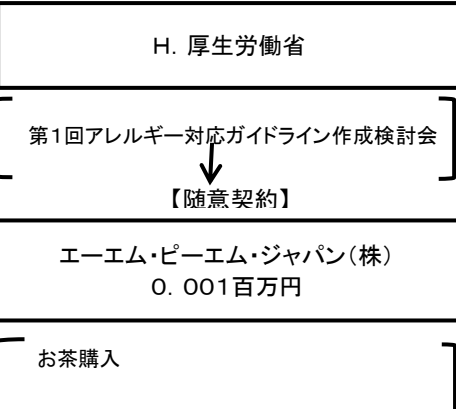 H．厚生労働省
第1回アレルギー対応ガイドライン作成検討会
【随意契約】
エーエム・ピーエム・ジャパン（株）
0．001百万円
お茶購入